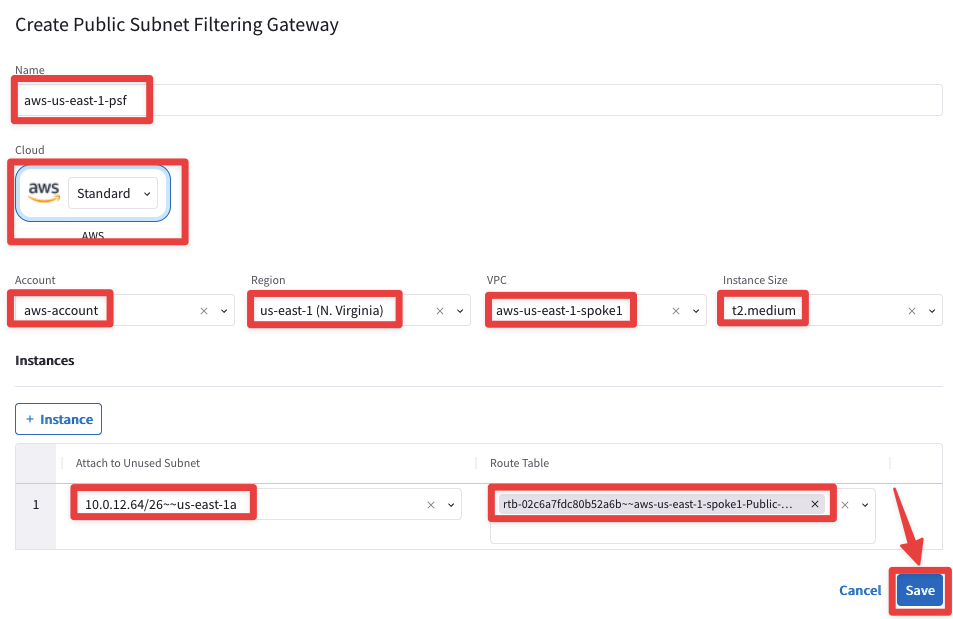 Create Public Subnet Filtering Gateway
Name
aws-us-east-1-psf
Cloud
aws Standard
AWS
Account Region VPC Instance Size
aws-account us-east-1 (N. Virginia) aws-us-east-1-spoke1 t2.medium
Instances
+ Instance
Attach to Unused Subnet Route Table
1 10.0.12.64/26~~us-east-1a rtb-02c6a7fdc80b52a6b~~aws-us-east-1-spoke1-Public-...
Cancel Save